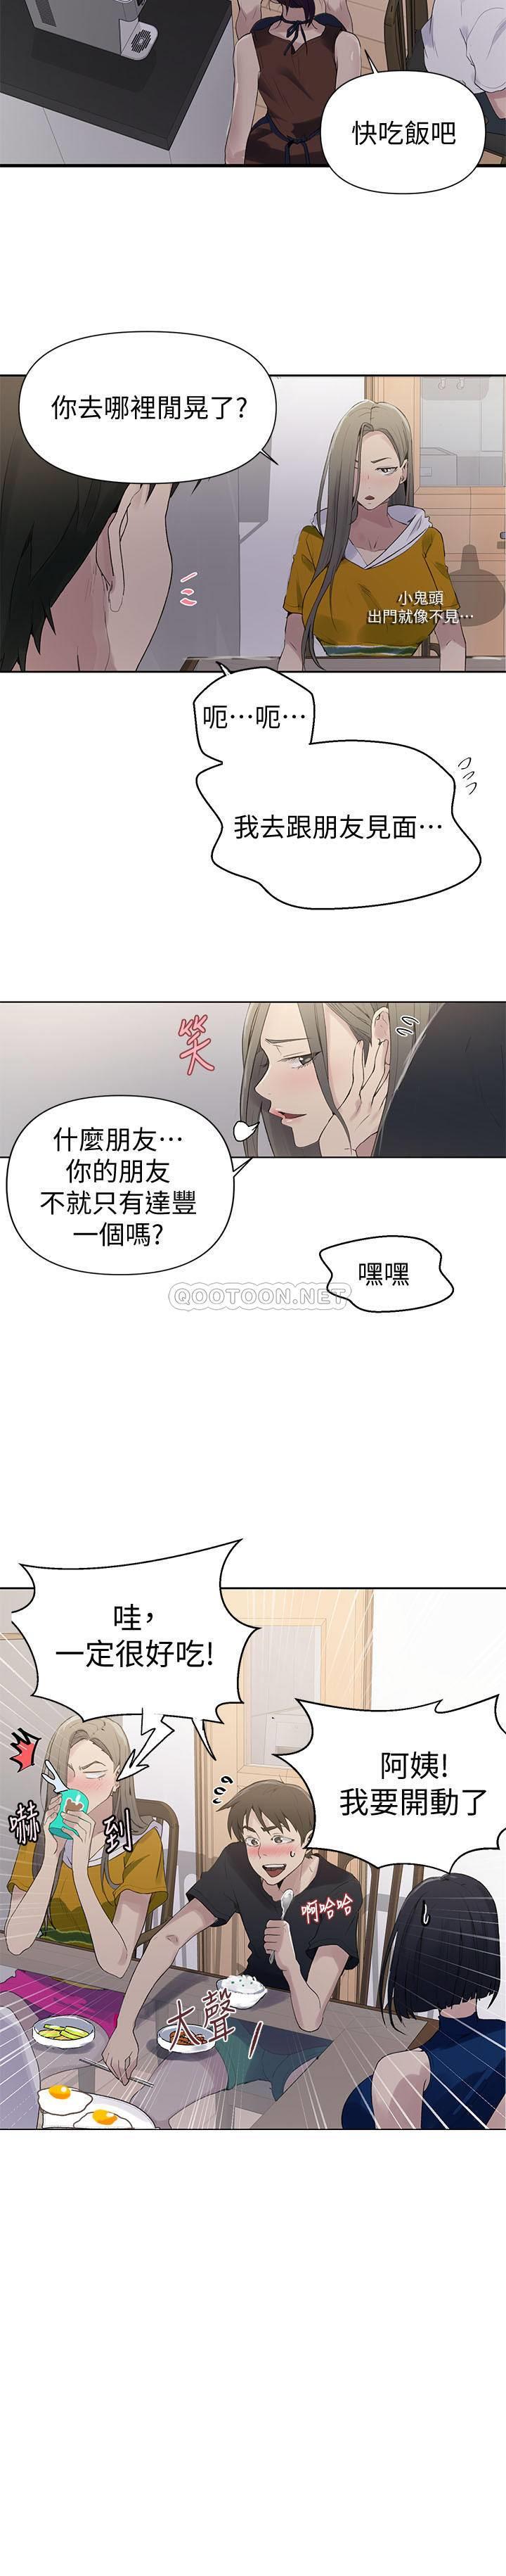 快吃飯吧
你去哪裡閒晃了?
小鬼頭
出門就像不見…
呃…呃…
我去跟朋友見面…
笑
什麼朋友…
你的朋友
不就只有達豐
一個嗎?
嘿嘿
QOOTOON.NET
哇，
一定很好吃!
阿姨!
我要開動了
嚇到
啊哈哈
大聲!